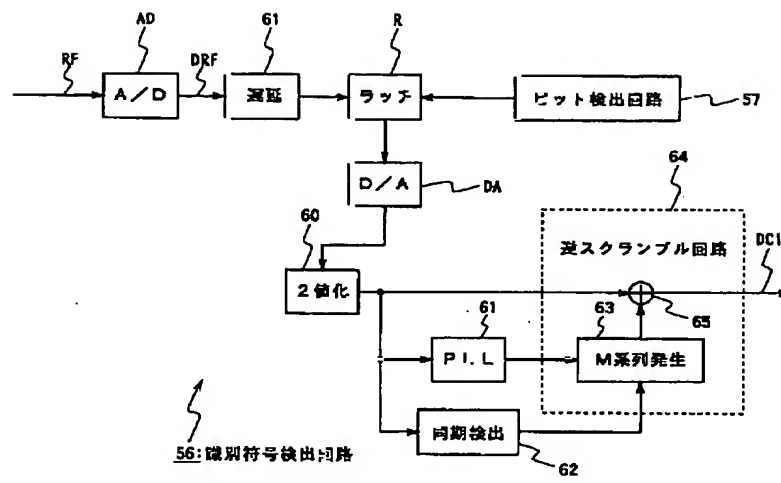 AD
61
R
RF
DRF
A/D
遅延
ラッチ
ピット検出回路
57
D/A
DA
64
60
逆スクランブル回路
DC1
2値化
61
63
65
PLL
M系列発生
同期検出
62
56:識別符号検出回路